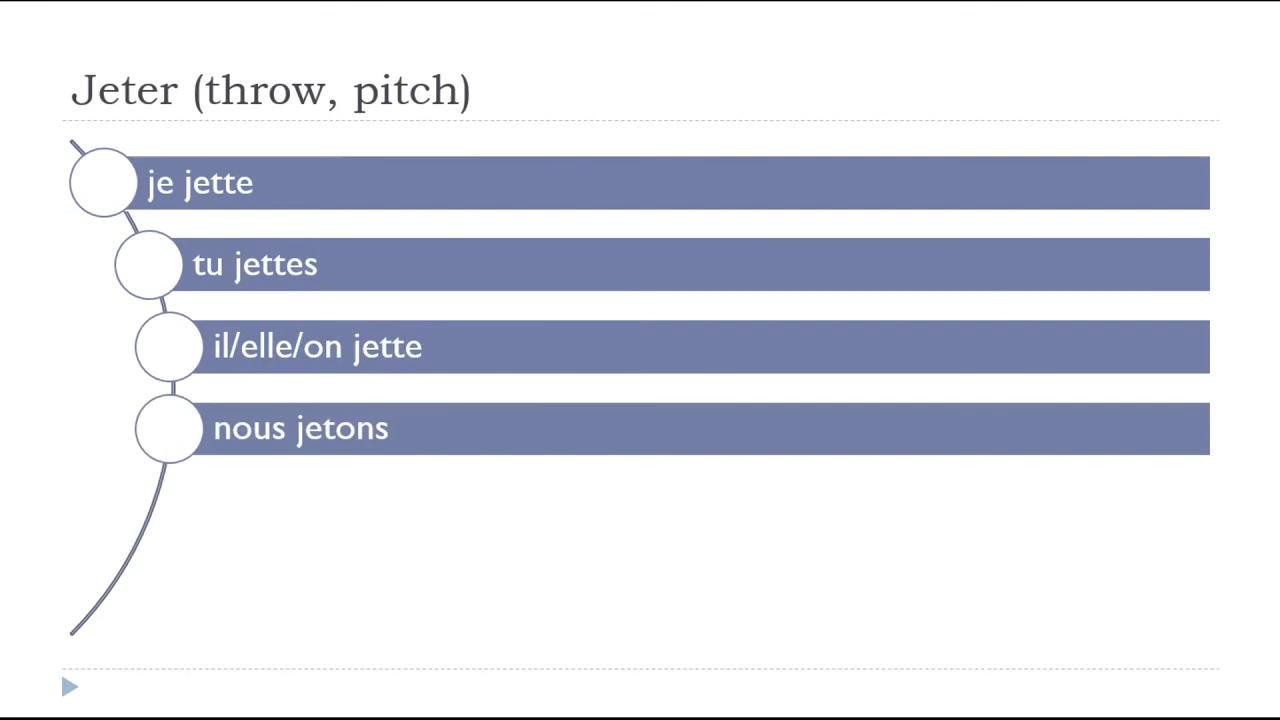 Jeter (throw, pitch)
je jette
tu jettes
il/elle/on jette
nous jetons